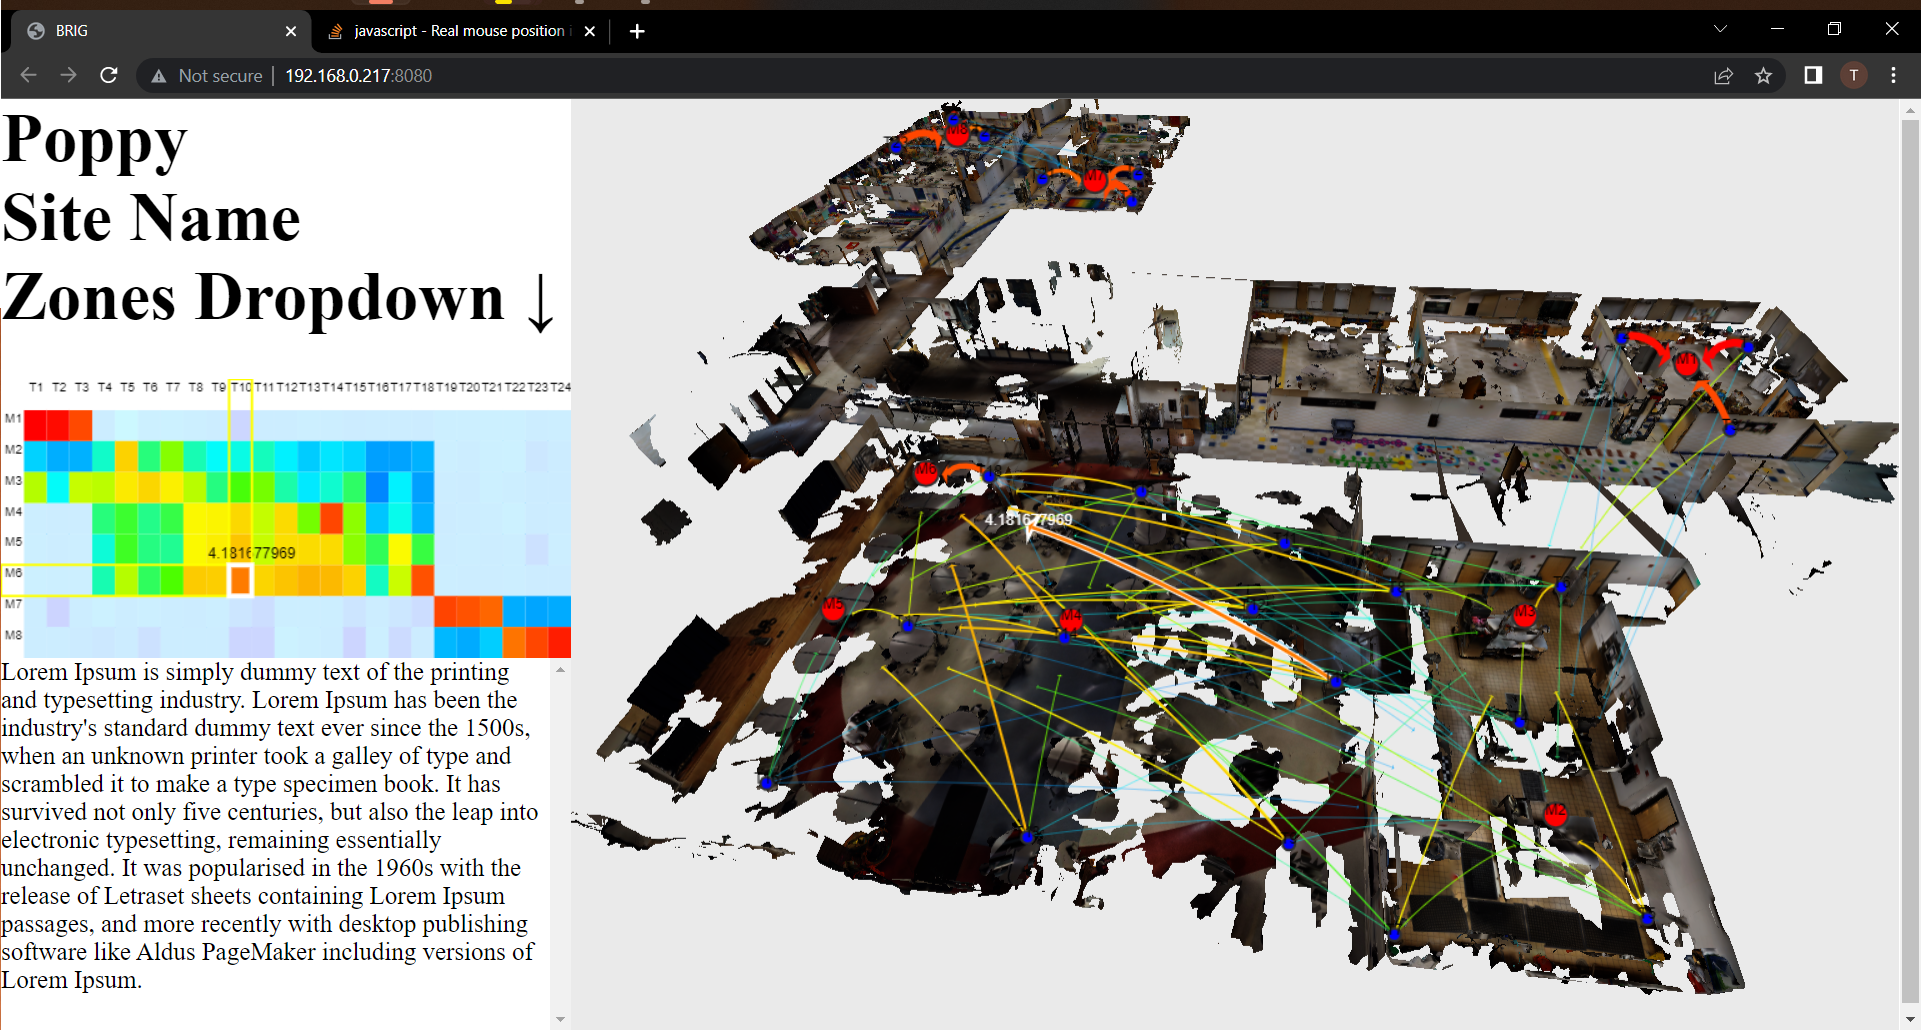 BRIG
javascript - Real mouse position i
Not secure
192.168.0.217:8080
T
Poppy
Site Name
Zones Dropdown ↓
T1 T2 T3 T4 T5 T6 T7 T8 T9 T10 T11 T12 T13 T14 T15 T16 T17 T18 T19 T20 T21 T22 T23 T24
M1
M2
M3
M4
M5
4.181677969
M6
M7
M8
Lorem Ipsum is simply dummy text of the printing
and typesetting industry. Lorem Ipsum has been the
industry's standard dummy text ever since the 1500s,
when an unknown printer took a galley of type and
scrambled it to make a type specimen book. It has
survived not only five centuries, but also the leap into
electronic typesetting, remaining essentially
unchanged. It was popularised in the 1960s with the
release of Letraset sheets containing Lorem Ipsum
passages, and more recently with desktop publishing
software like Aldus PageMaker including versions of
Lorem Ipsum.
M8
M7
M1
M6
4.181677969
M5
M4
M3
M2